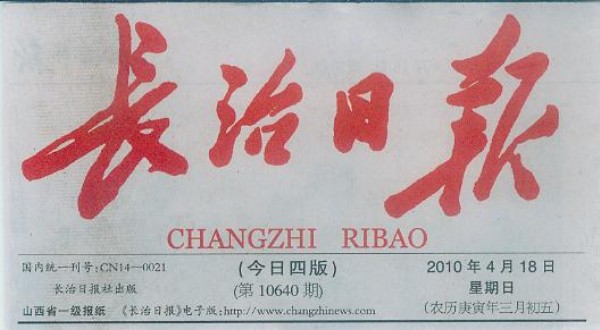 長治日报
CHANGZHI RIBAO
国内统一刊号:CN14—0021
长治日报社出版
山西省一级报纸 《长治日报》电子版:http://www.changzhinews.com
(今日四版)
(第10640期)
2010年4月18日
星期日
(农历庚寅年三月初五)